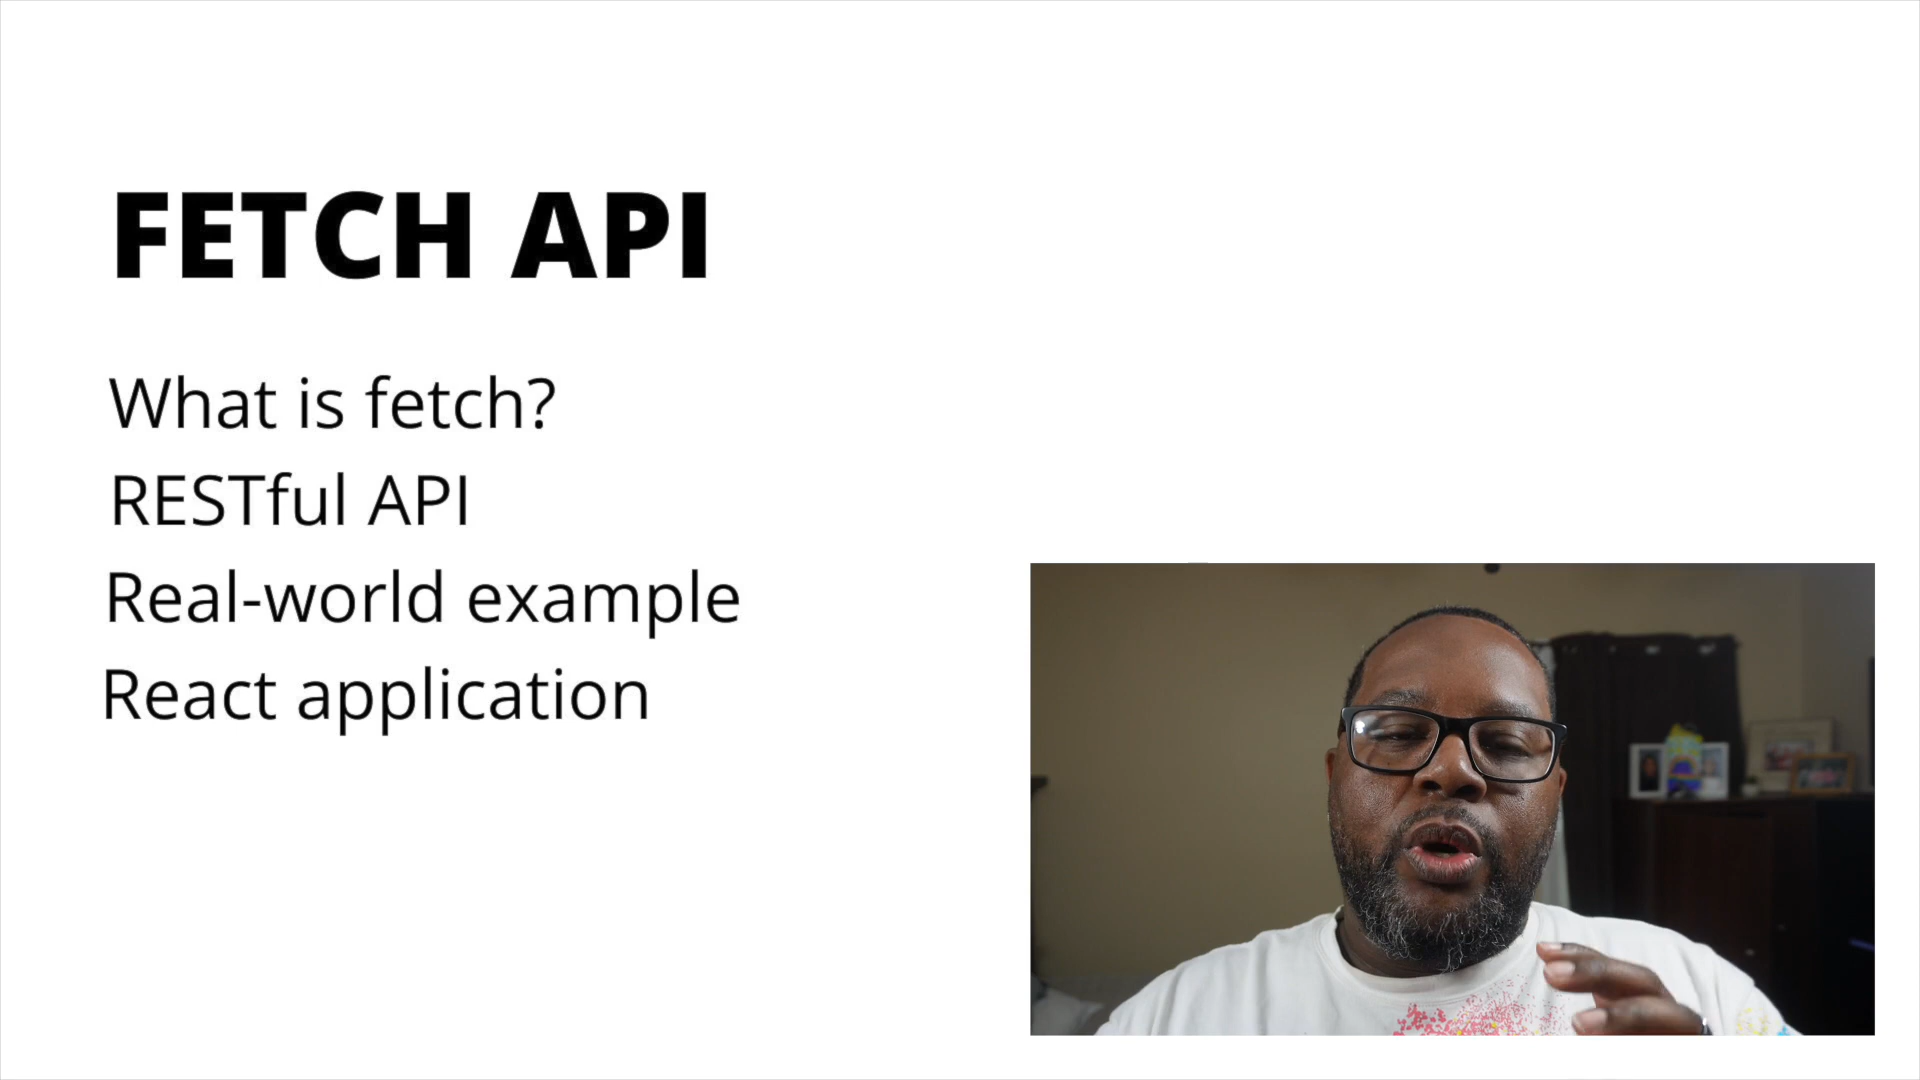 FETCH API
What is fetch?
RESTful API
Real-world example
React application